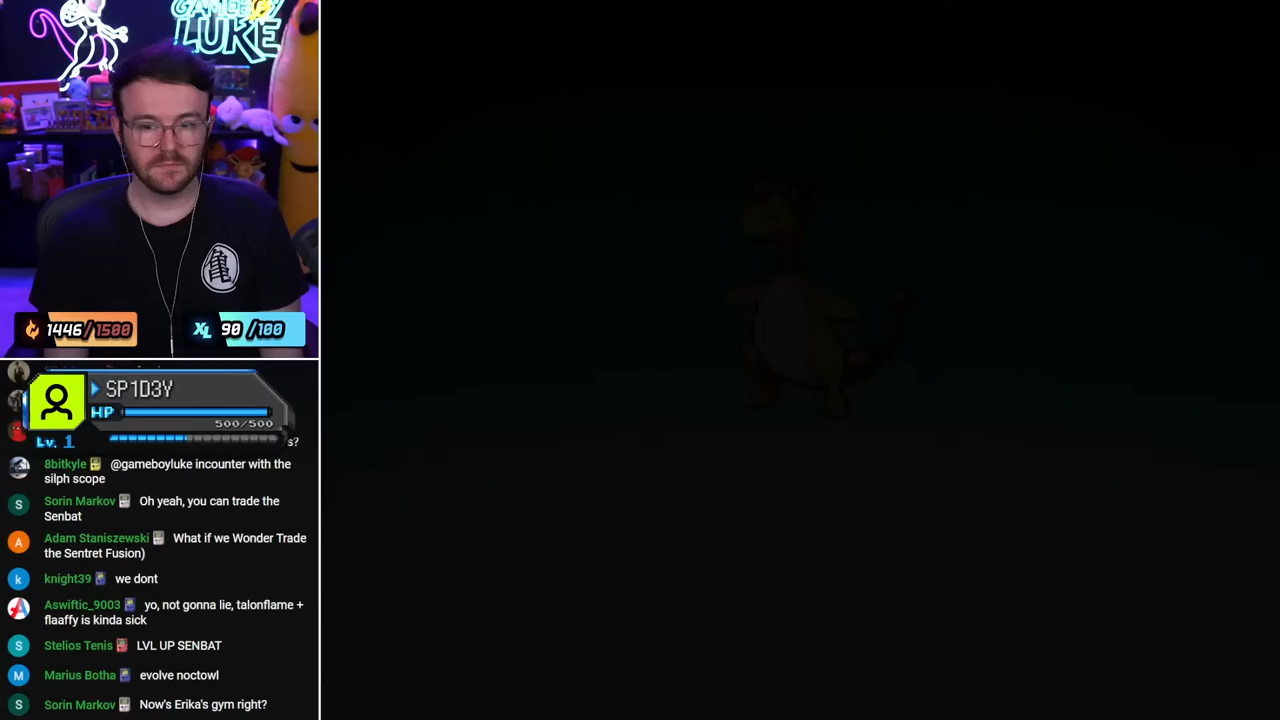 GAMEBOY
LUKE
1446/1500
XL 90 /100
SP1D3Y
HP
500/500
Lv. 1
s?
8bitkyle @gameboyluke incounter with the
silph scope
Sorin Markov Oh yeah, you can trade the
Senbat
Adam Staniszewski What if we Wonder Trade
the Sentret Fusion)
knight39 we dont
Aswiftic_9003 yo, not gonna lie, talonflame +
flaaffy is kinda sick
Stelios Tenis LVL UP SENBAT
Marius Botha evolve noctowl
Sorin Markov Now's Erika's gym right?